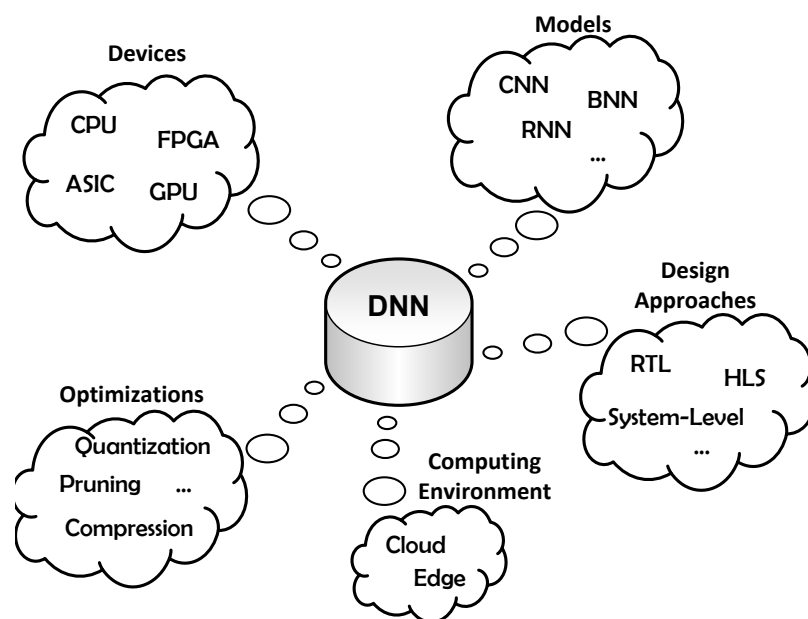 Devices
CPU
FPGA
ASIC
GPU
Models
CNN
BNN
RNN
...
DNN
Design
Approaches
RTL
HLS
System-Level
...
Optimizations
Quantization
Pruning ...
Compression
Computing
Environment
Cloud
Edge